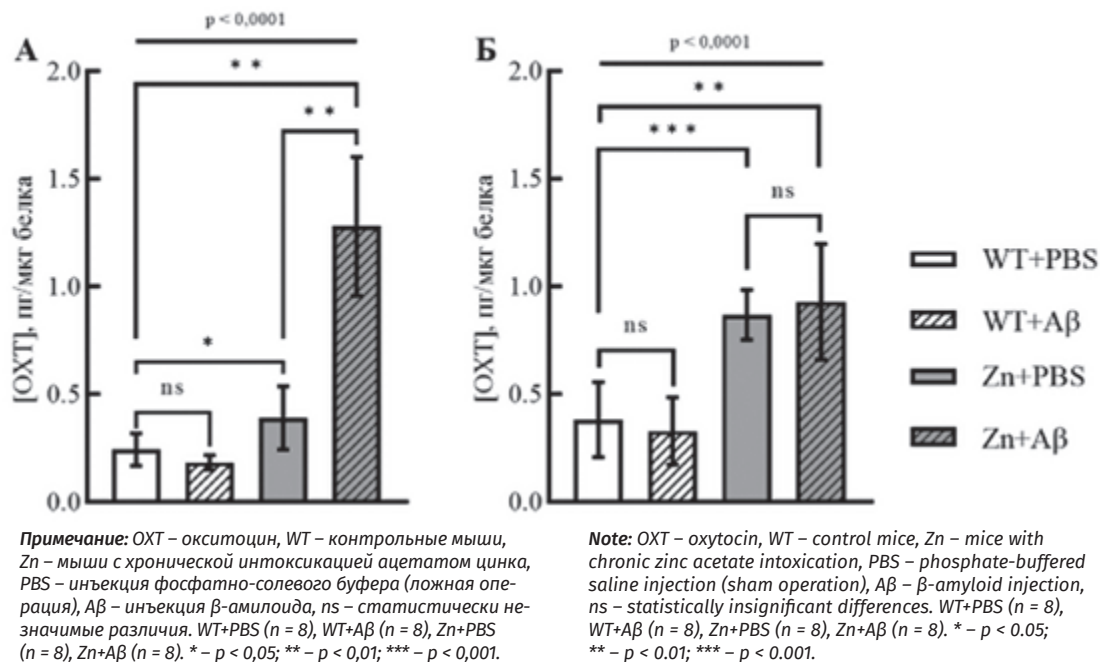 А
p < 0,0001
* *
* *
*
ns
[OXT], пг/мкг белка
2.0
1.5
1.0
0.5
0.0
Б
p < 0,0001
* *
* * *
ns
ns
[OXT], пг/мкг белка
2.0
1.5
1.0
0.5
0.0
WT+PBS
WT+Aβ
Zn+PBS
Zn+Aβ
Примечание: OXT – окситоцин, WT – контрольные мыши,
Zn – мыши с хронической интоксикацией ацетатом цинка,
PBS – инъекция фосфатно-солевого буфера (ложная опе-
рация), Aβ – инъекция β-амилоида, ns – статистически не-
значимые различия. WT+PBS (n = 8), WT+Aβ (n = 8), Zn+PBS
(n = 8), Zn+Aβ (n = 8). * – p < 0,05; ** – p < 0,01; *** – p < 0,001.
Note: OXT – oxytocin, WT – control mice, Zn – mice with
chronic zinc acetate intoxication, PBS – phosphate-buffered
saline injection (sham operation), Aβ – β-amyloid injection,
ns – statistically insignificant differences. WT+PBS (n = 8),
WT+Aβ (n = 8), Zn+PBS (n = 8), Zn+Aβ (n = 8). * – p < 0.05;
** – p < 0.01; *** – p < 0.001.